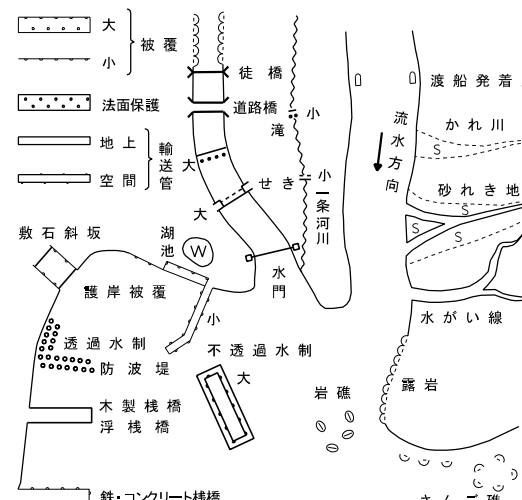 大
小
被覆
法面保護
地上
空間
輸送管
徒橋
道路橋
大
小
滝
せき
小
大
一条河川
流水方向
渡船発着
かれ川
S
砂れき地
S
S
S
敷石斜坂
湖池
W
水門
護岸被覆
小
水がい線
透過水制
不透過水制
防波堤
大
岩礁
露岩
木製桟橋
浮桟橋
鉄・コンクリート桟橋